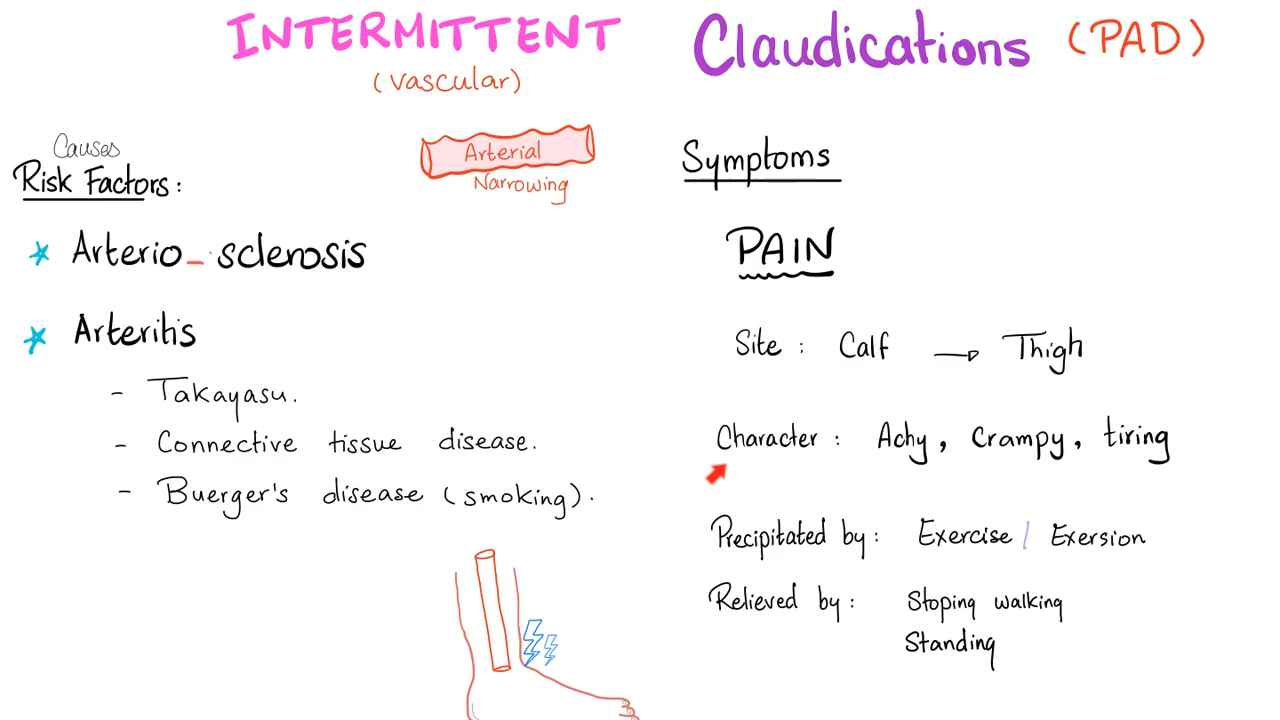 INTERMITTENT Claudications (PAD)
(vascular)
Causes
Risk Factors:
Arterial
Narrowing
Arterio-sclerosis
Arteritis
- Takayasu.
- Connective tissue disease.
- Buerger's disease (smoking).
Symptoms
PAIN
Site: Calf → Thigh
Character: Achy, Crampy, tiring
Precipitated by: Exercise / Exersion
Relieved by: Stoping walking
Standing